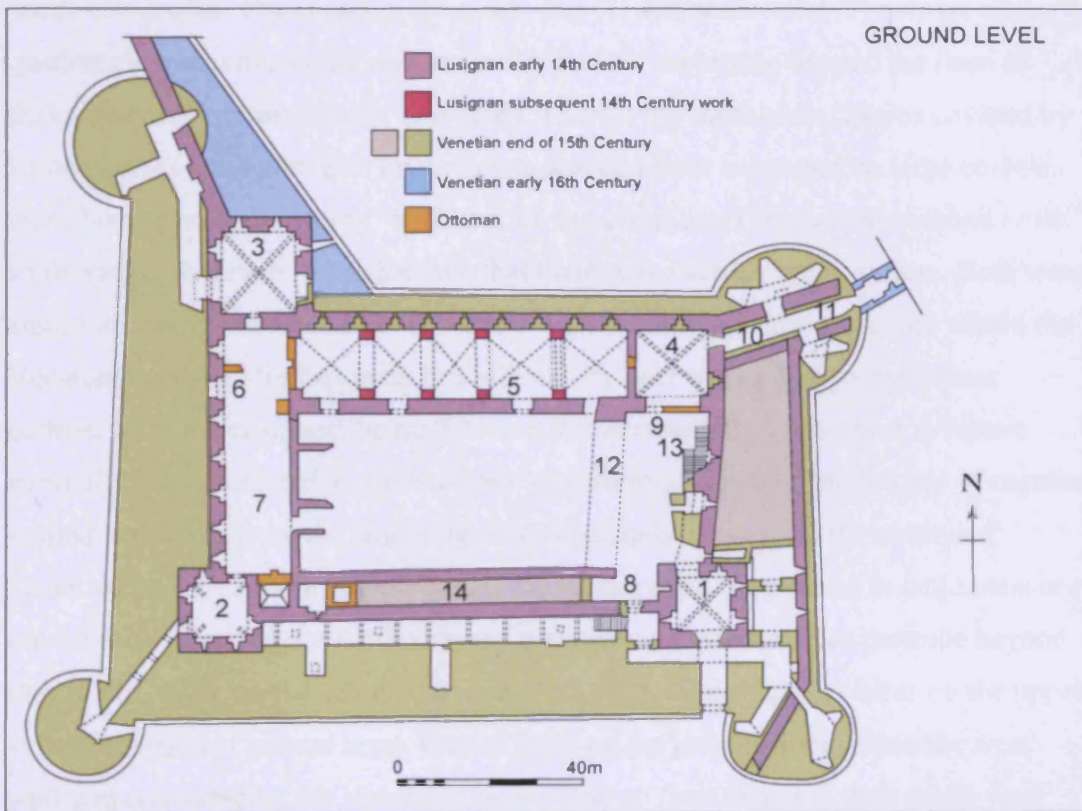 GROUND LEVEL
Lusignan early 14th Century
Lusignan subsequent 14th Century work
Venetian end of 15th Century
Venetian early 16th Century
Ottoman
3
11
10
4
6
5
9
13
12
N
7
8
1
2
14
0 40m